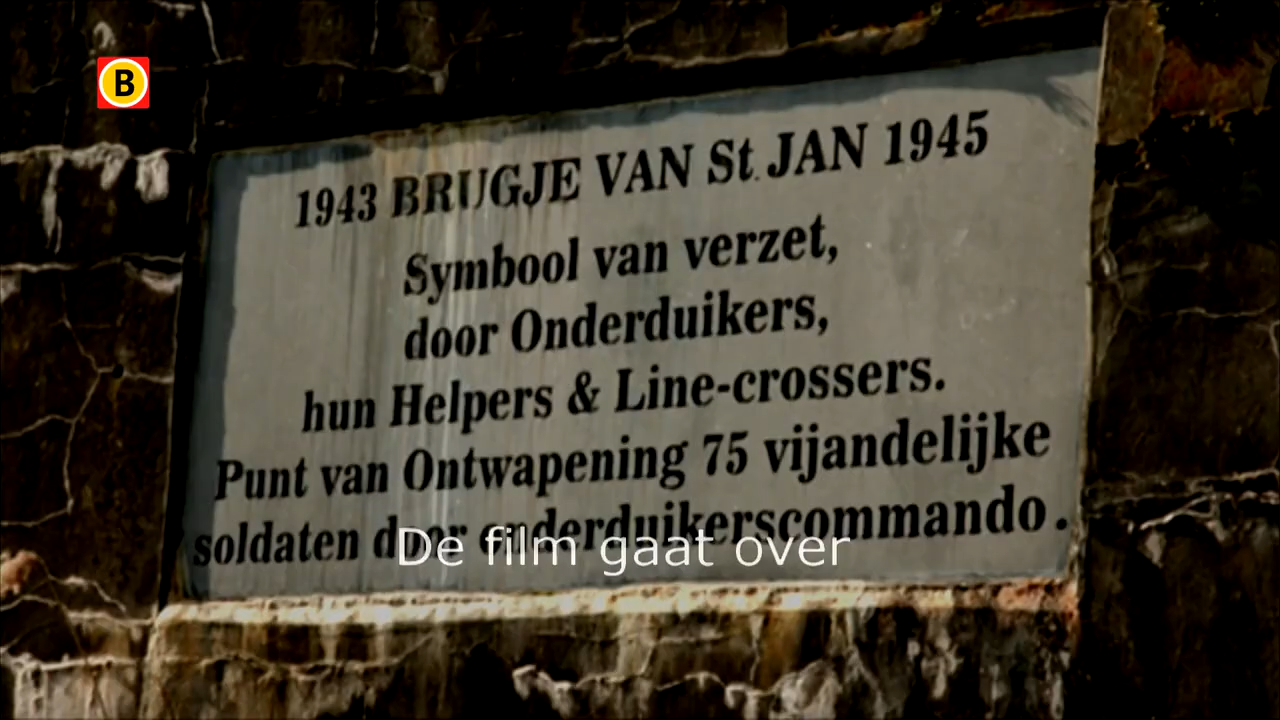 B
1943 BRUGJE VAN St. JAN 1945
Symbool van verzet,
door Onderduikers,
hun Helpers & Line-crossers.
Punt van Ontwapening 75 vijandelijke
soldaten door onderduikerscommando.
De film gaat over